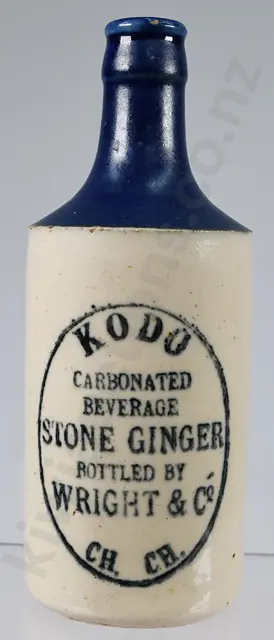 KODO
CARBONATED
BEVERAGE
STONE GINGER
BOTTLED BY
WRIGHT & Cº
CH. CH.